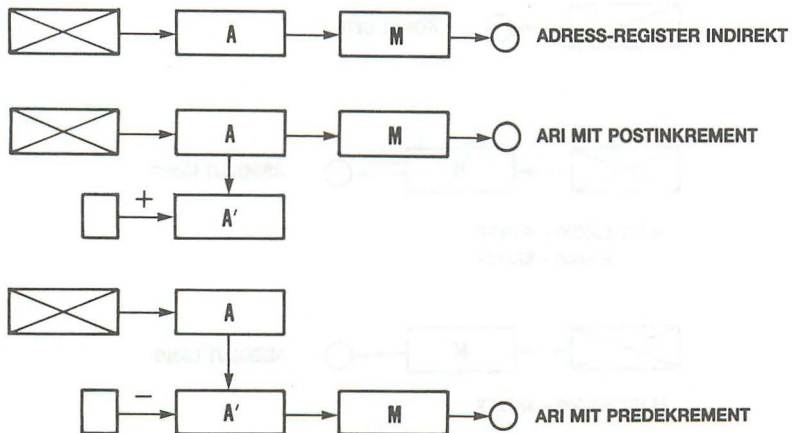 A M ADRESS-REGISTER INDIREKT
A M ARI MIT POSTINKREMENT
+ A′
A
− A′ M ARI MIT PREDEKREMENT